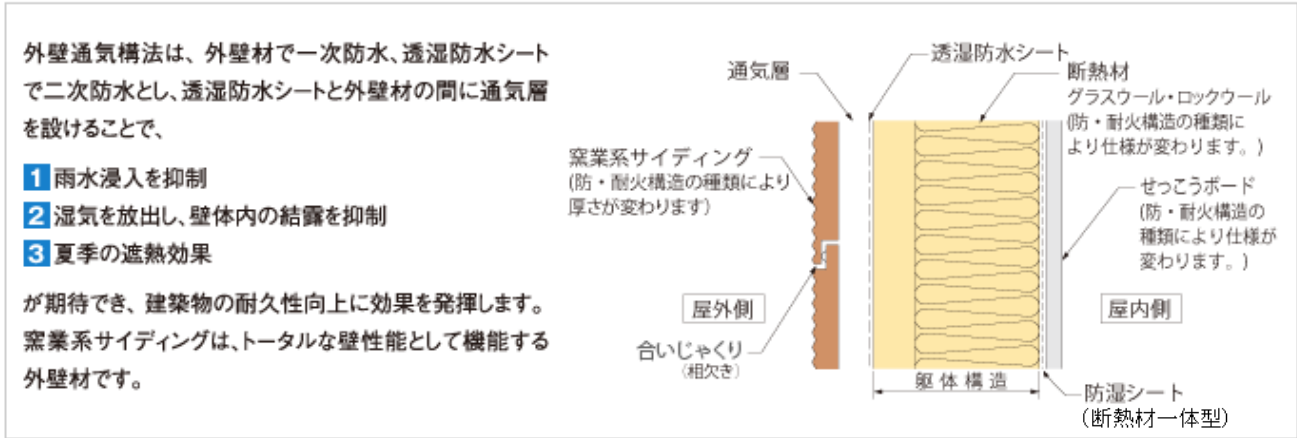 外壁通気構法は、外壁材で一次防水、透湿防水シート
で二次防水とし、透湿防水シートと外壁材の間に通気層
を設けることで、
1 雨水浸入を抑制
2 湿気を放出し、壁体内の結露を抑制
3 夏季の遮熱効果
が期待でき、建築物の耐久性向上に効果を発揮します。
窯業系サイディングは、トータルな壁性能として機能する
外壁材です。
通気層
透湿防水シート
断熱材
グラスウール・ロックウール
(防・耐火構造の種類に
より仕様が変わります。)
窯業系サイディング
(防・耐火構造の種類により
厚さが変わります)
せっこうボード
(防・耐火構造の
種類により仕様が
変わります。)
屋外側
屋内側
合いじゃくり
(相欠き)
躯体構造
防湿シート
(断熱材一体型)